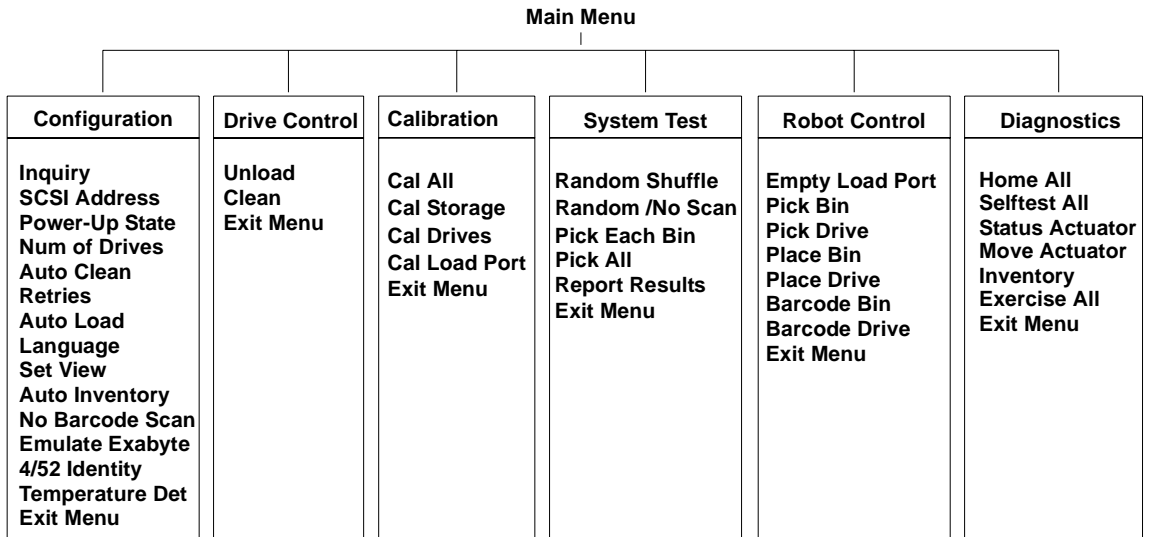 Main Menu
Configuration
Inquiry
SCSI Address
Power-Up State
Num of Drives
Auto Clean
Retries
Auto Load
Language
Set View
Auto Inventory
No Barcode Scan
Emulate Exabyte
4/52 Identity
Temperature Det
Exit Menu
Drive Control
Unload
Clean
Exit Menu
Calibration
Cal All
Cal Storage
Cal Drives
Cal Load Port
Exit Menu
System Test
Random Shuffle
Random /No Scan
Pick Each Bin
Pick All
Report Results
Exit Menu
Robot Control
Empty Load Port
Pick Bin
Pick Drive
Place Bin
Place Drive
Barcode Bin
Barcode Drive
Exit Menu
Diagnostics
Home All
Selftest All
Status Actuator
Move Actuator
Inventory
Exercise All
Exit Menu